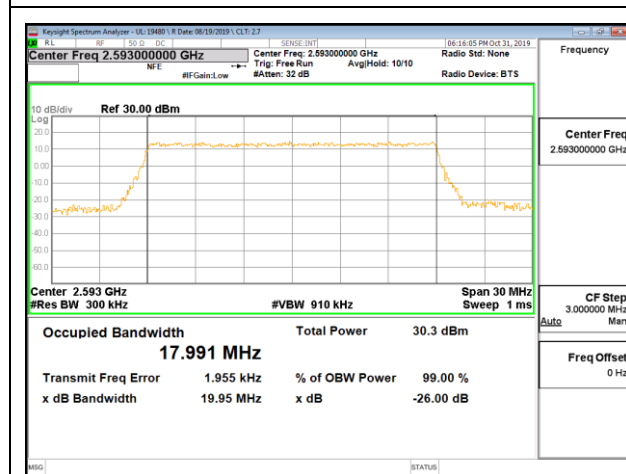 Keysight Spectrum Analyzer - UL: 19480 \ R Date: 08/19/2019 \ CLT: 2.7
RL RF 50 Ω DC SENSE:INT 06:16:05 PM Oct 31, 2019
Center Freq 2.593000000 GHz
NFE
#IFGain:Low
Center Freq: 2.593000000 GHz
Trig: Free Run Avg|Hold: 10/10
#Atten: 32 dB
Radio Std: None
Radio Device: BTS
Frequency
10 dB/div Ref 30.00 dBm
Log
20.0
10.0
0.00
-10.0
-20.0
-30.0
-40.0
-50.0
-60.0
Center Freq
2.593000000 GHz
Center 2.593 GHz Span 30 MHz
#Res BW 300 kHz #VBW 910 kHz Sweep 1 ms
CF Step
3.000000 MHz
Auto Man
Freq Offset
0 Hz
Occupied Bandwidth Total Power 30.3 dBm
17.991 MHz
Transmit Freq Error 1.955 kHz % of OBW Power 99.00 %
x dB Bandwidth 19.95 MHz x dB -26.00 dB
MSG STATUS